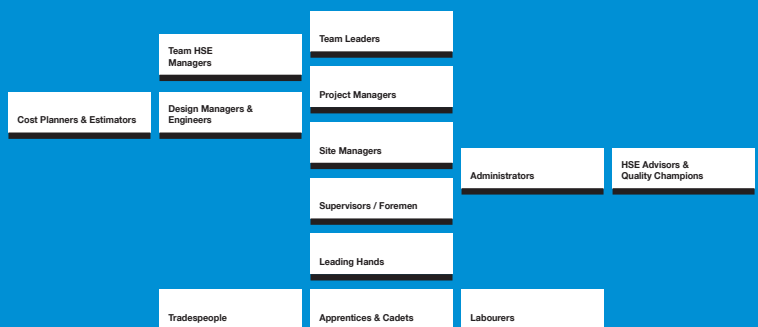 Team Leaders
Team HSE
Managers
Project Managers
Cost Planners & Estimators
Design Managers &
Engineers
Site Managers
Administrators
HSE Advisors &
Quality Champions
Supervisors / Foremen
Leading Hands
Tradespeople
Apprentices & Cadets
Labourers